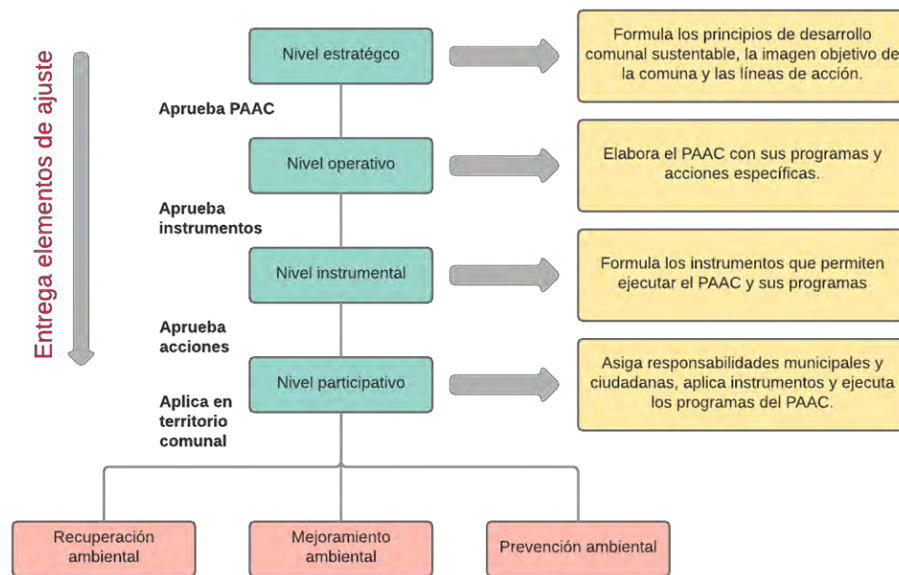 Entrega elementos de ajuste
Nivel estratégco
Formula los principios de desarrollo
comunal sustentable, la imagen objetivo de
la comuna y las líneas de acción.
Aprueba PAAC
Nivel operativo
Elabora el PAAC con sus programas y
acciones específicas.
Aprueba
instrumentos
Nivel instrumental
Formula los instrumentos que permiten
ejecutar el PAAC y sus programas
Aprueba
acciones
Nivel participativo
Asiga responsabilidades municipales y
ciudadanas, aplica instrumentos y ejecuta
los programas del PAAC.
Aplica en
territorio
comunal
Recuperación
ambiental
Mejoramiento
ambiental
Prevención ambiental